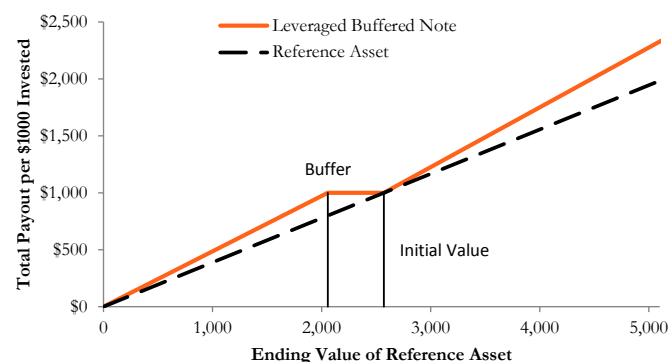 $2,500
$2,000
$1,500
$1,000
$500
$0
Total Payout per $1000 Invested
Leveraged Buffered Note
Reference Asset
Buffer
Initial Value
0 1,000 2,000 3,000 4,000 5,000
Ending Value of Reference Asset